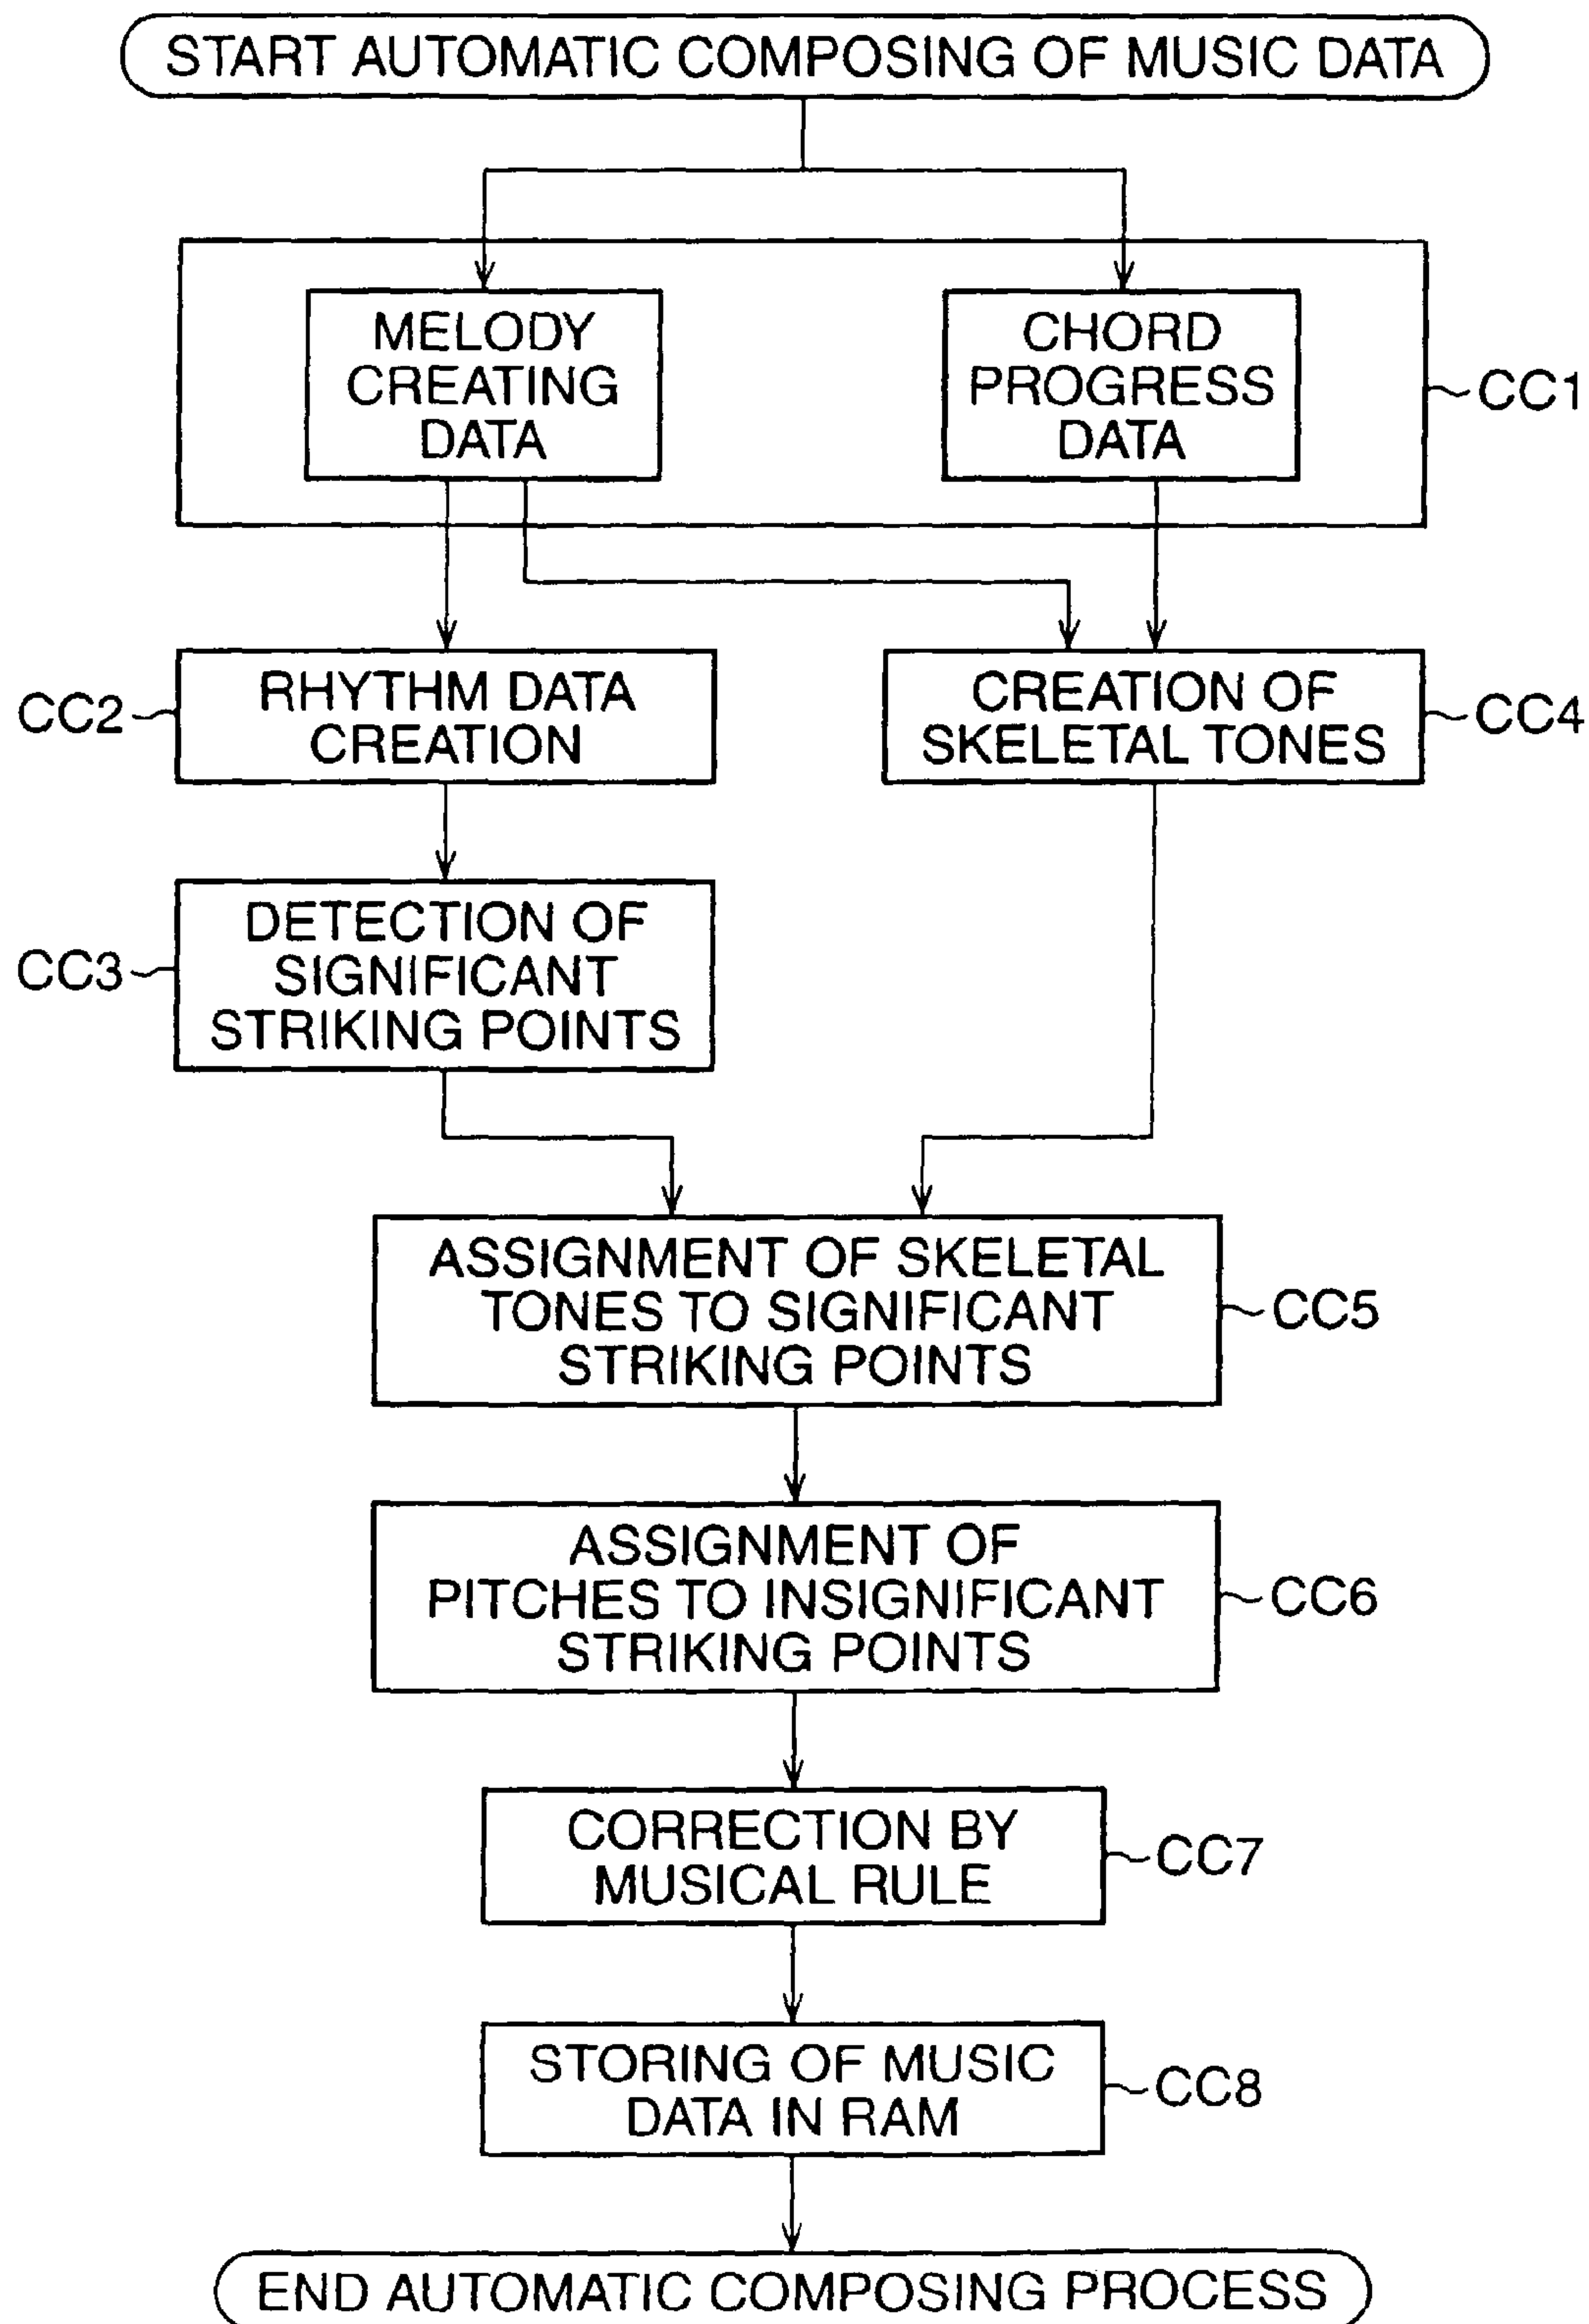 START AUTOMATIC COMPOSING OF MUSIC DATA
MELODY
CREATING
DATA
CHORD
PROGRESS
DATA
CC1
CC2
RHYTHM DATA
CREATION
CREATION OF
SKELETAL TONES
CC4
CC3
DETECTION OF
SIGNIFICANT
STRIKING POINTS
ASSIGNMENT OF SKELETAL
TONES TO SIGNIFICANT
STRIKING POINTS
CC5
ASSIGNMENT OF
PITCHES TO INSIGNIFICANT
STRIKING POINTS
CC6
CORRECTION BY
MUSICAL RULE
CC7
STORING OF MUSIC
DATA IN RAM
CC8
END AUTOMATIC COMPOSING PROCESS